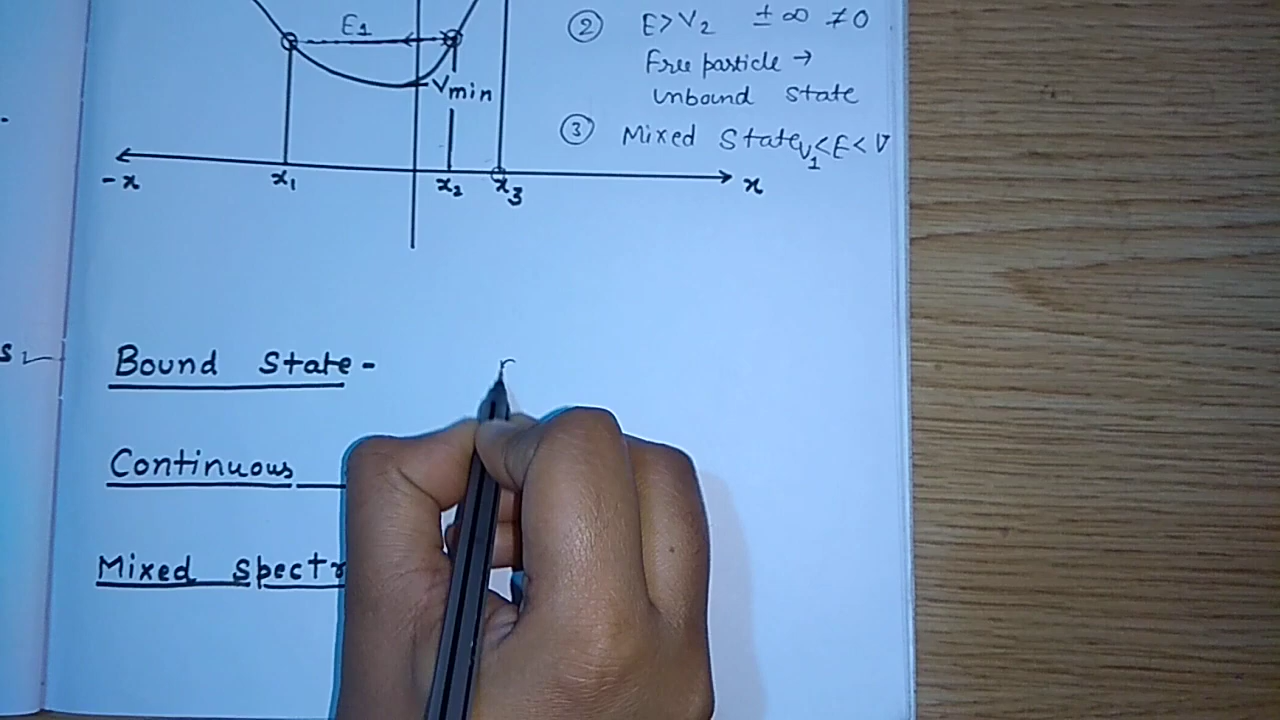 E1
② E>V2 ±∞ ≠0
Free particle →
Unbound state
Vmin
③ Mixed State V1<E<V
-x x1 x2 x3 x
s
Bound State -
Continuous
Mixed Spectr
r